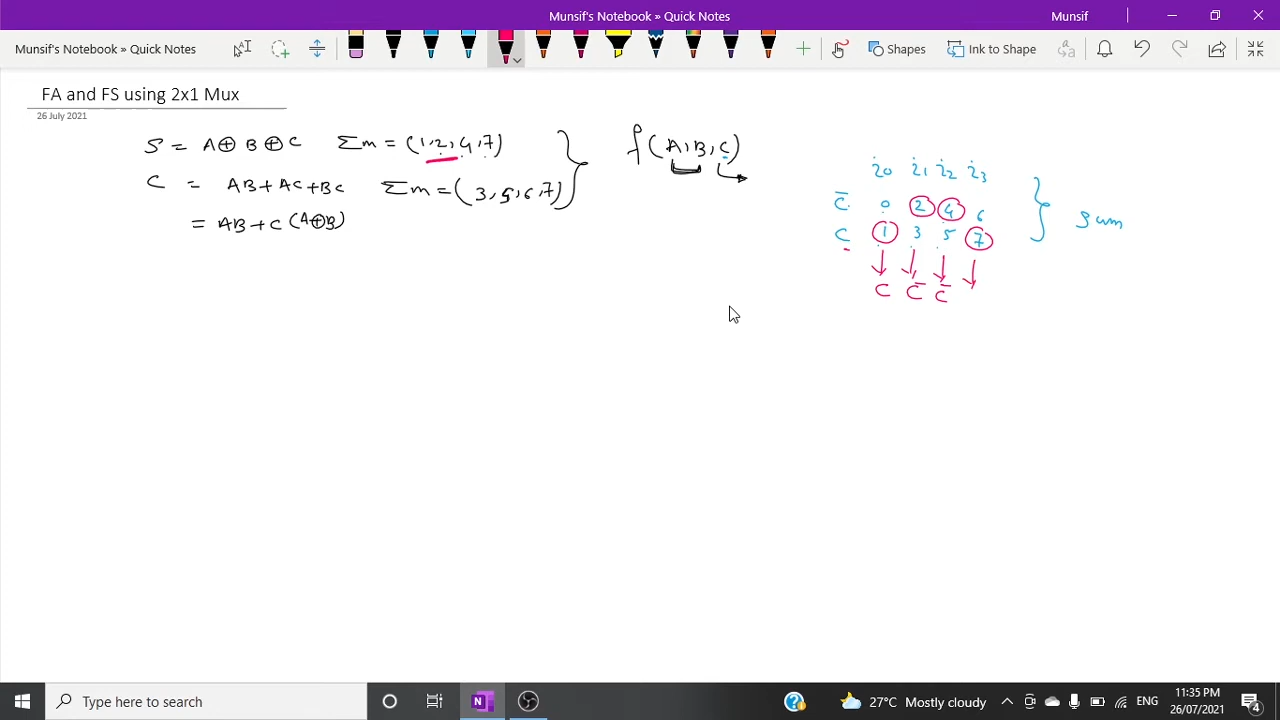 Munsif's Notebook » Quick Notes
Munsif
Munsif's Notebook » Quick Notes
Shapes
Ink to Shape
FA and FS using 2x1 Mux
26 July 2021
S = A⊕B⊕C Σm = (1,2,4,7)
C = AB+AC+BC Σm = (3,5,6,7)
= AB+C(A⊕B)
f(A,B,C)
i0 i1 i2 i3
C̅ 0 2 4 6
C 1 3 5 7
Sum
C C̅ C̅
Type here to search
27°C Mostly cloudy
ENG
11:35 PM
26/07/2021
4